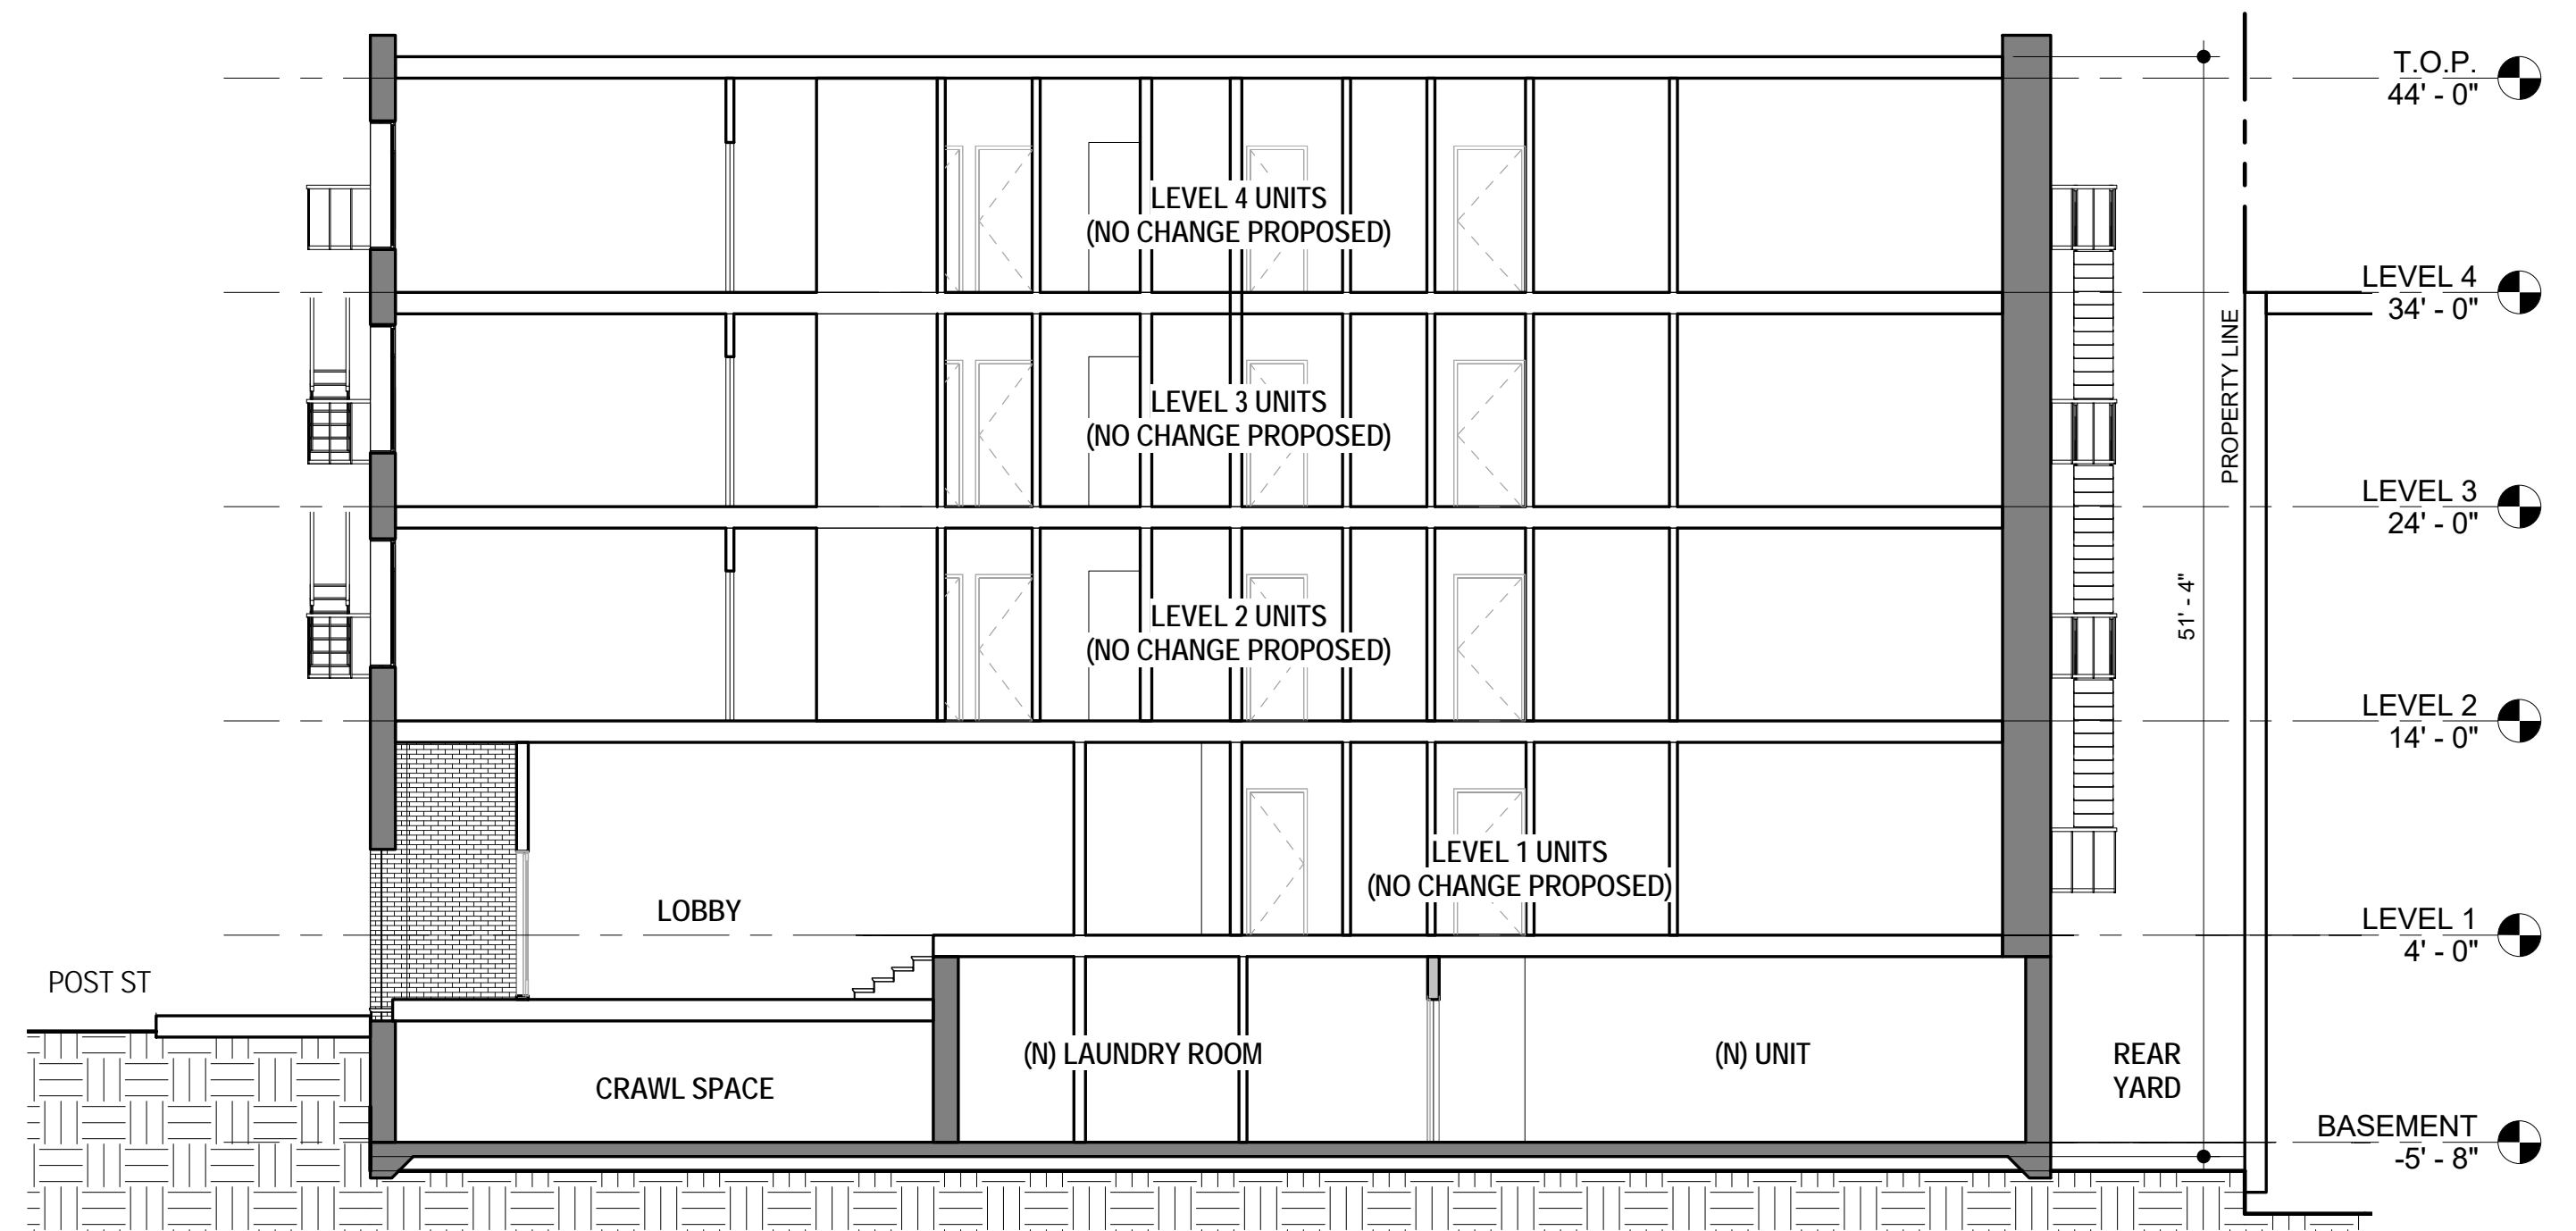 T.O.P.
44' - 0"
LEVEL 4 UNITS
(NO CHANGE PROPOSED)
LEVEL 4
34' - 0"
PROPERTY LINE
LEVEL 3 UNITS
(NO CHANGE PROPOSED)
LEVEL 3
24' - 0"
51' - 4"
LEVEL 2 UNITS
(NO CHANGE PROPOSED)
LEVEL 2
14' - 0"
LEVEL 1 UNITS
(NO CHANGE PROPOSED)
LOBBY
LEVEL 1
4' - 0"
POST ST
(N) LAUNDRY ROOM
(N) UNIT
REAR
YARD
CRAWL SPACE
BASEMENT
-5' - 8"